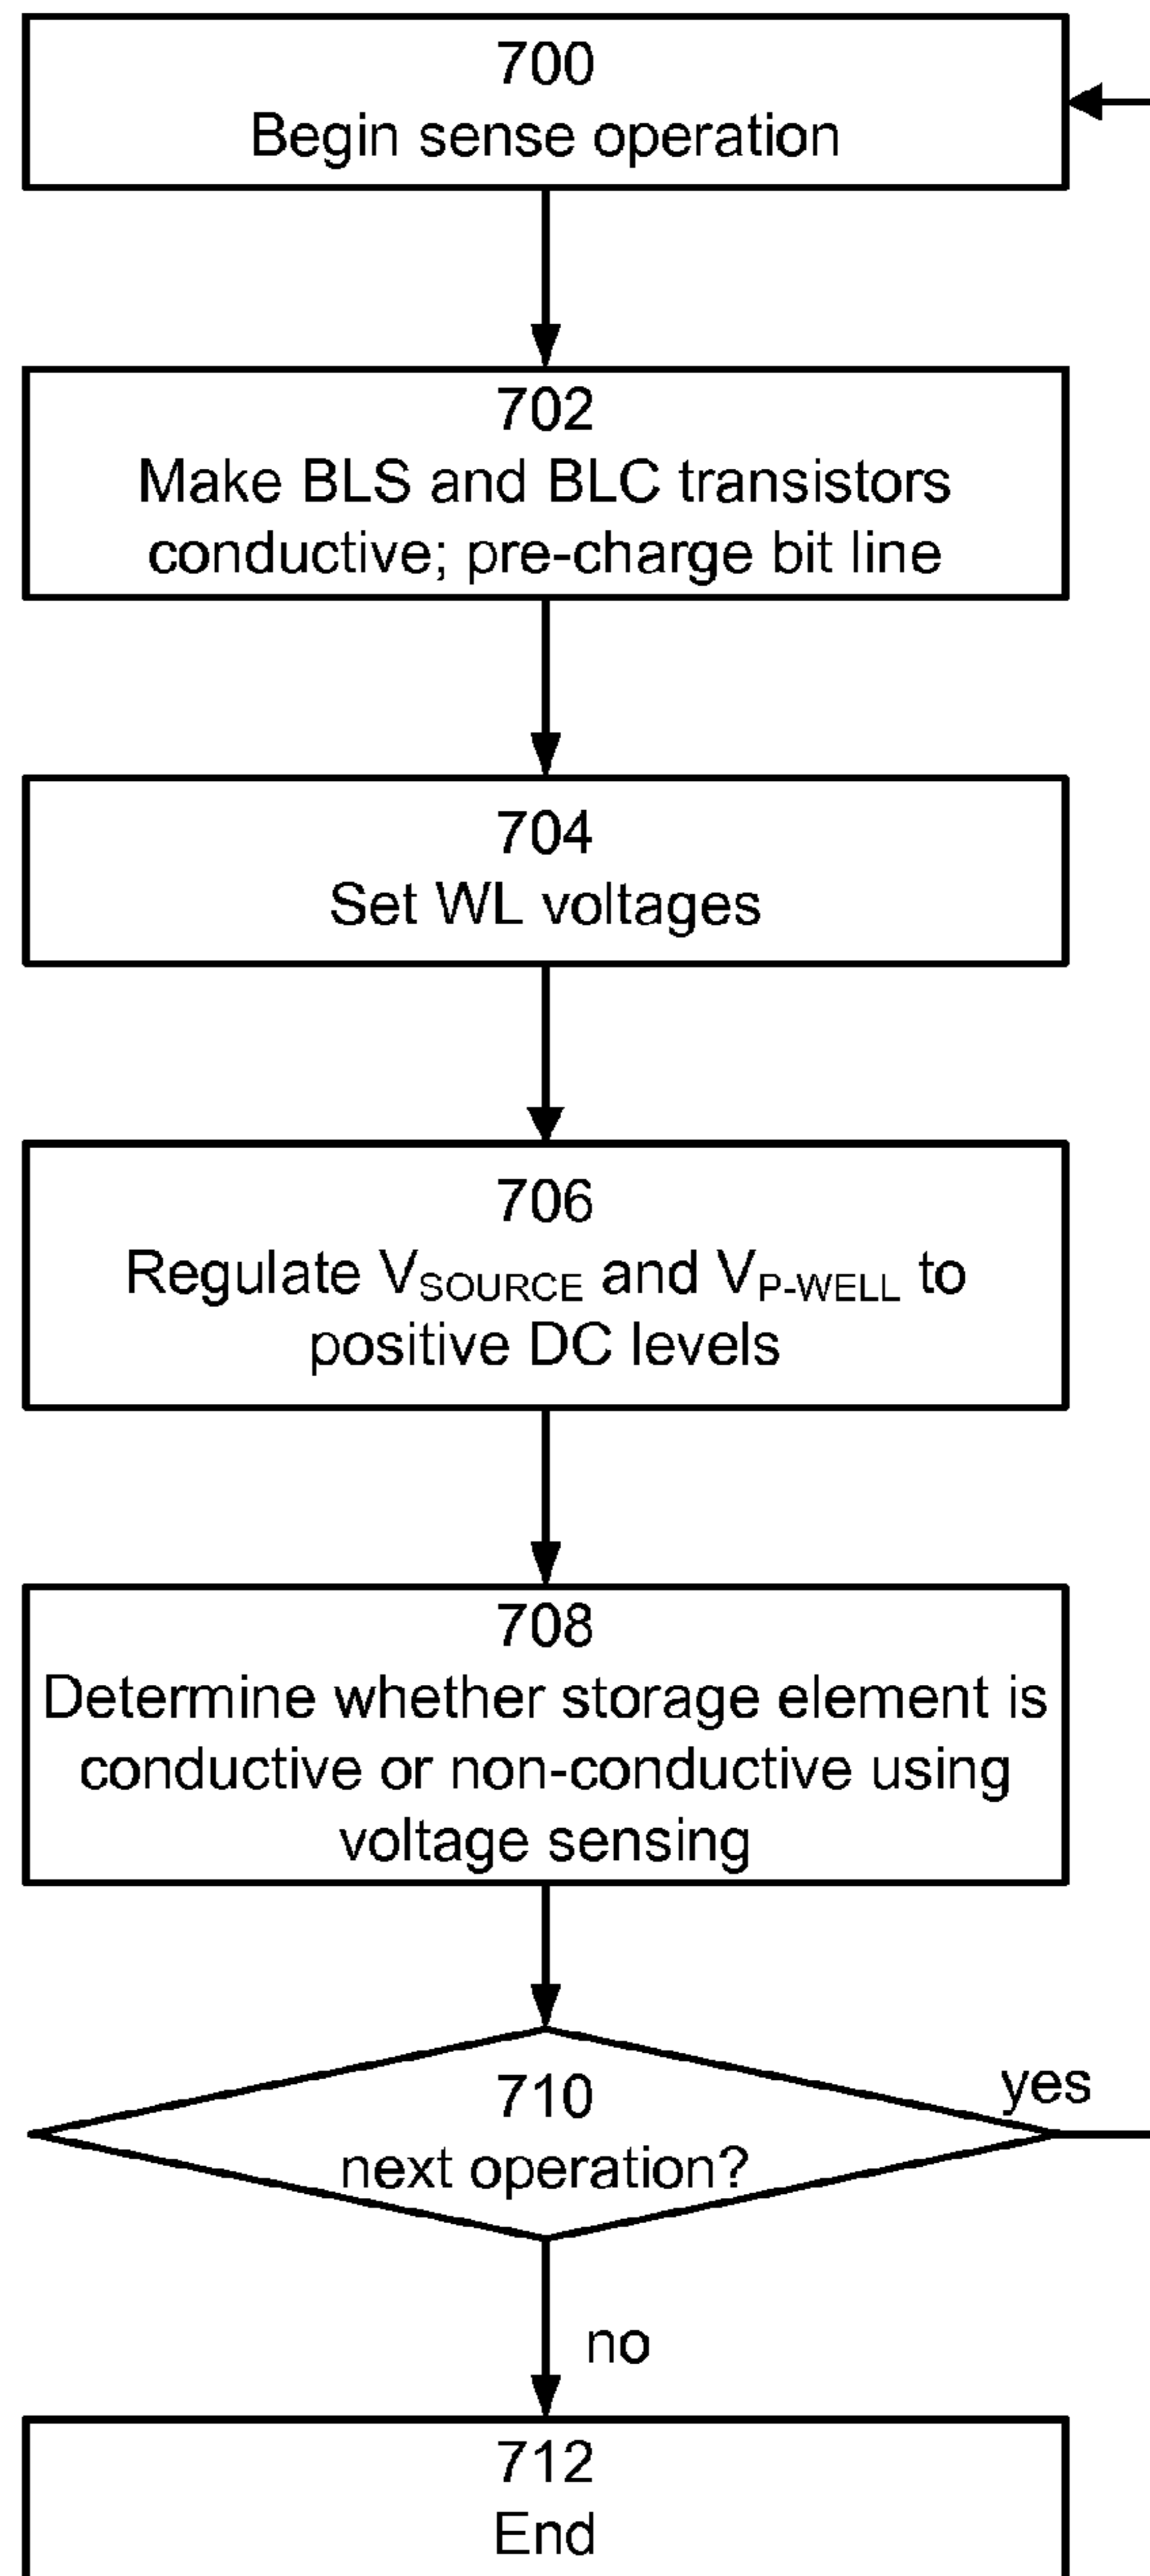 700
Begin sense operation
702
Make BLS and BLC transistors
conductive; pre-charge bit line
704
Set WL voltages
706
Regulate VSOURCE and VP-WELL to
positive DC levels
708
Determine whether storage element is
conductive or non-conductive using
voltage sensing
710
next operation?
yes
no
712
End